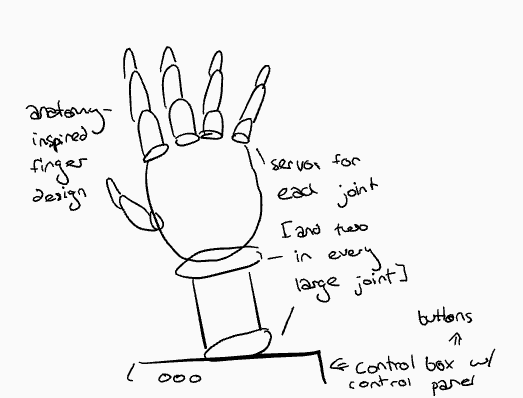 anatomy-
inspired
finger
design
servos for
each joint
[and two
in every
large joint]
buttons
control box w/
control panel